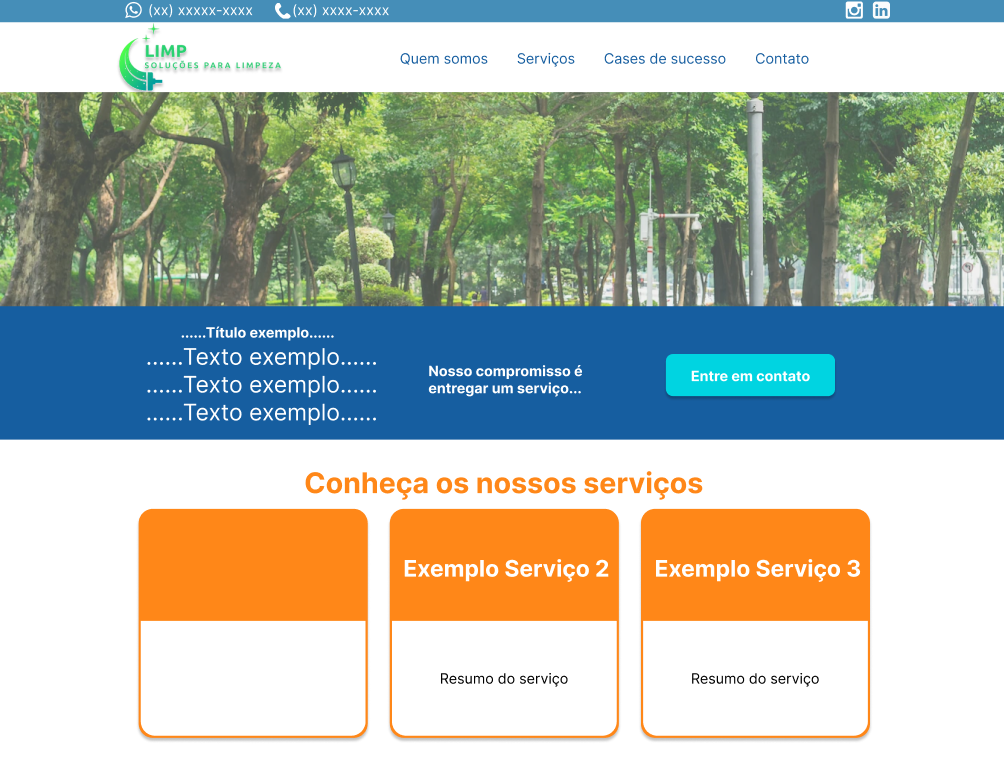 (xx) xxxxx-xxxx (xx) xxxx-xxxx
LIMP
SOLUÇÕES PARA LIMPEZA
Quem somos Serviços Cases de sucesso Contato
......Título exemplo......
......Texto exemplo......
......Texto exemplo......
......Texto exemplo......
Nosso compromisso é
entregar um serviço...
Entre em contato
Conheça os nossos serviços
Exemplo Serviço 2
Resumo do serviço
Exemplo Serviço 3
Resumo do serviço